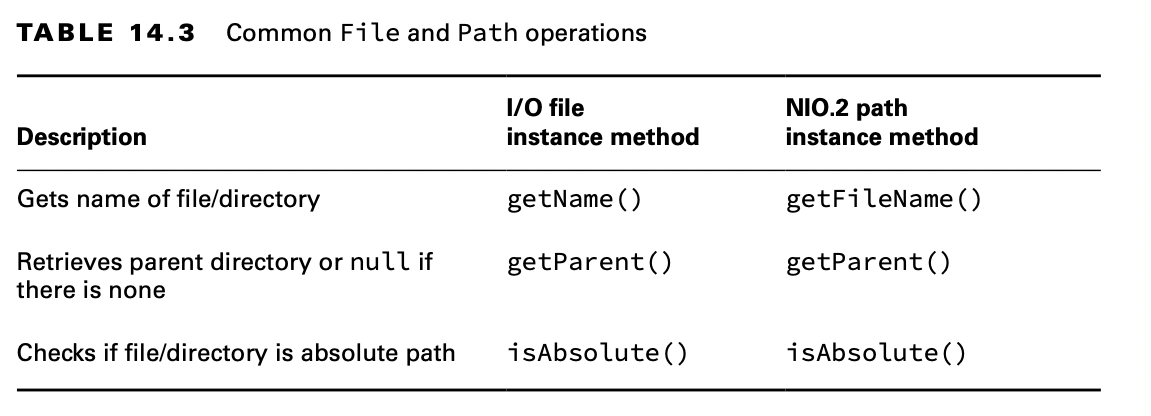 TABLE 14.3 Common File and Path operations
I/O file NIO.2 path
Description instance method instance method
Gets name of file/directory getName() getFileName()
Retrieves parent directory or null if getParent() getParent()
there is none
Checks if file/directory is absolute path isAbsolute() isAbsolute()